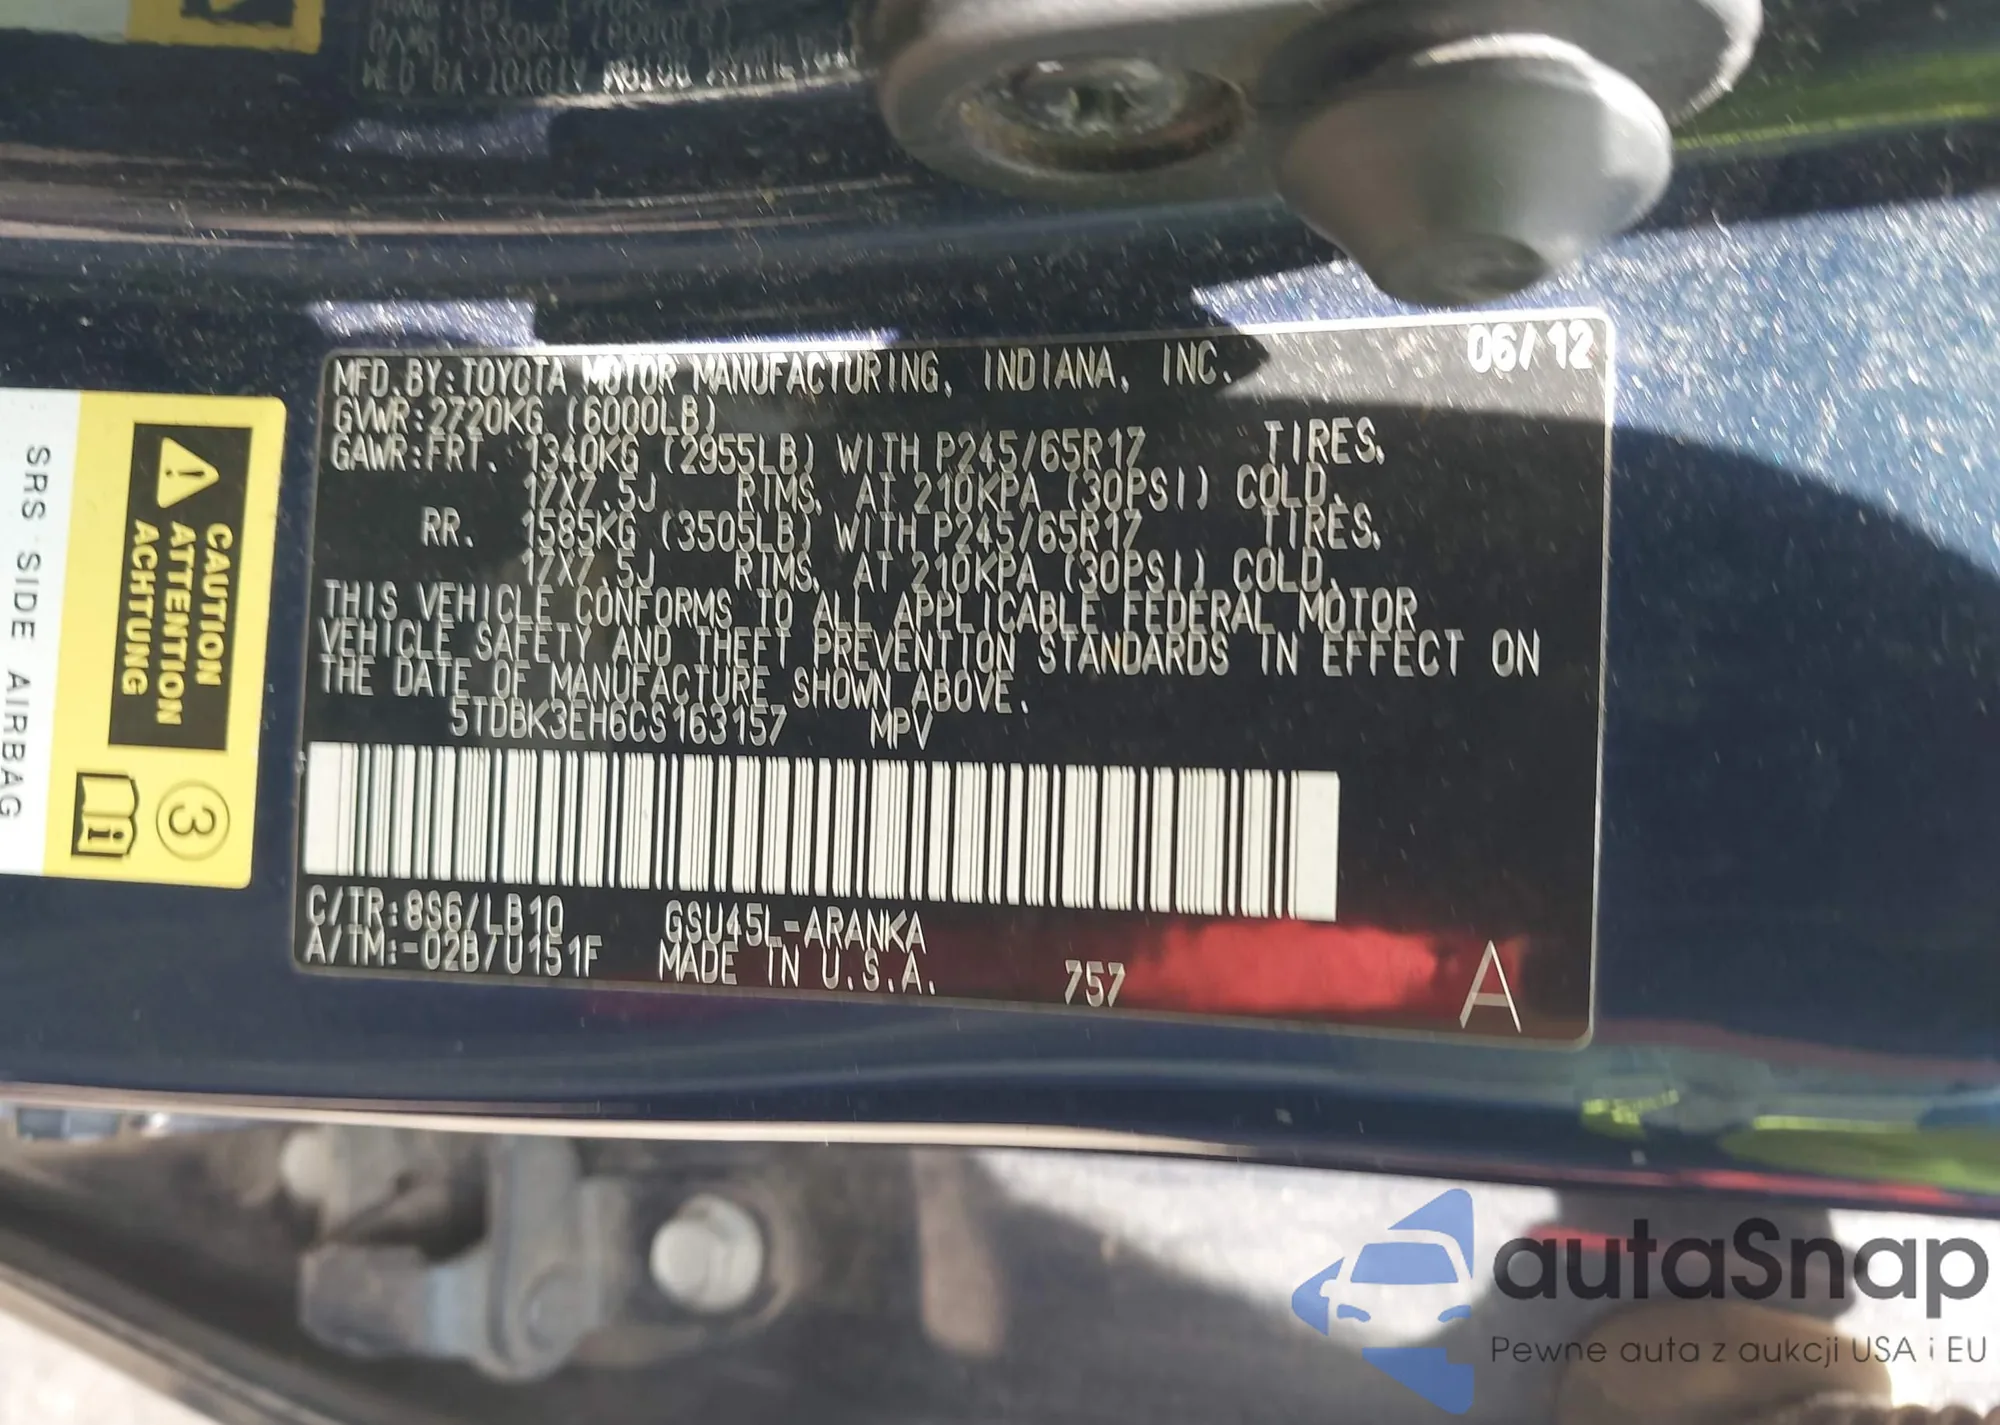 06/12
MFD.BY:TOYOTA MOTOR MANUFACTURING, INDIANA, INC.
GVWR:2720KG (6000LB)
GAWR:FRT. 1340KG (2955LB) WITH P245/65R17 TIRES,
17X7.5J RIMS, AT 210KPA (30PSI) COLD.
RR. 1585KG (3505LB) WITH P245/65R17 TIRES,
17X7.5J RIMS, AT 210KPA (30PSI) COLD.
THIS VEHICLE CONFORMS TO ALL APPLICABLE FEDERAL MOTOR
VEHICLE SAFETY AND THEFT PREVENTION STANDARDS IN EFFECT ON
THE DATE OF MANUFACTURE SHOWN ABOVE.
5TDBK3EH6CS163157 MPV
C/TR:8S6/LB10 GSU45L-ARANKA
A/TM:-02B/U151F MADE IN U.S.A. 757 A
CAUTION
ATTENTION
ACHTUNG
3
SRS SIDE AIRBAG
autaSnap
Pewne auta z aukcji USA i EU